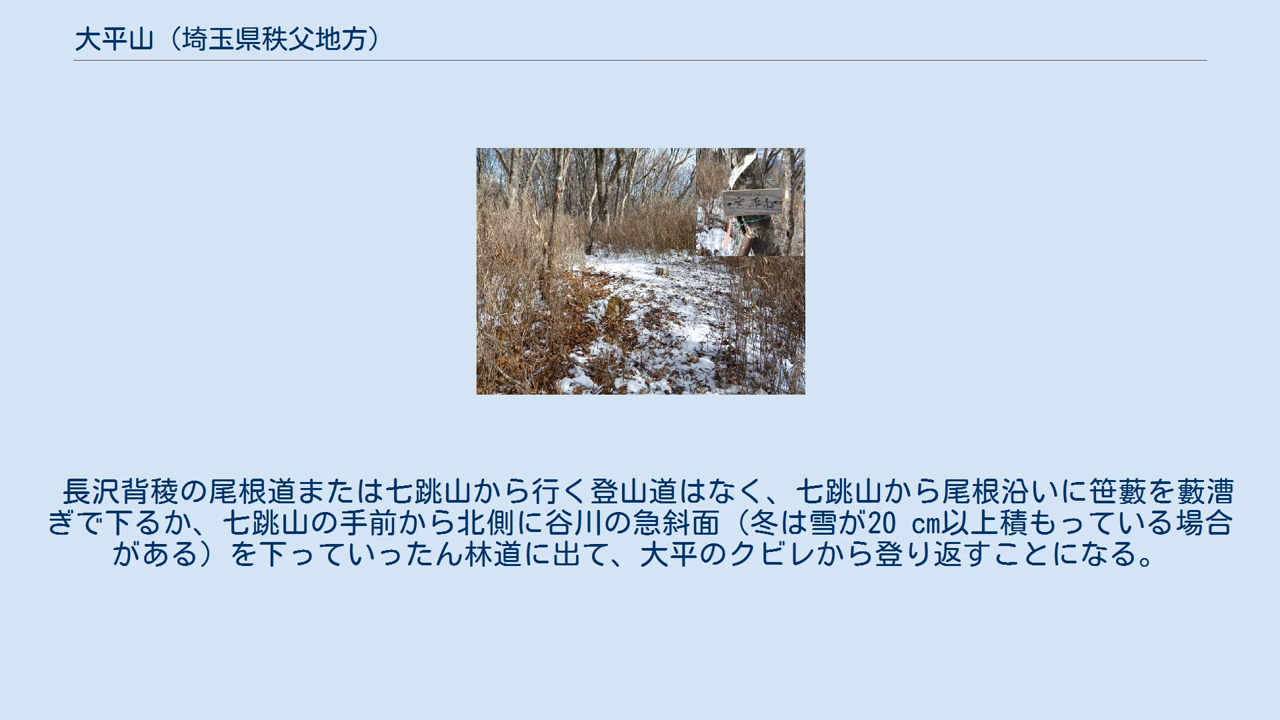 大平山（埼玉県秩父地方）
大平山
長沢背稜の尾根道または七跳山から行く登山道はなく、七跳山から尾根沿いに笹藪を藪漕
ぎで下るか、七跳山の手前から北側に谷川の急斜面（冬は雪が20 cm以上積もっている場合
がある）を下っていったん林道に出て、大平のクビレから登り返すことになる。